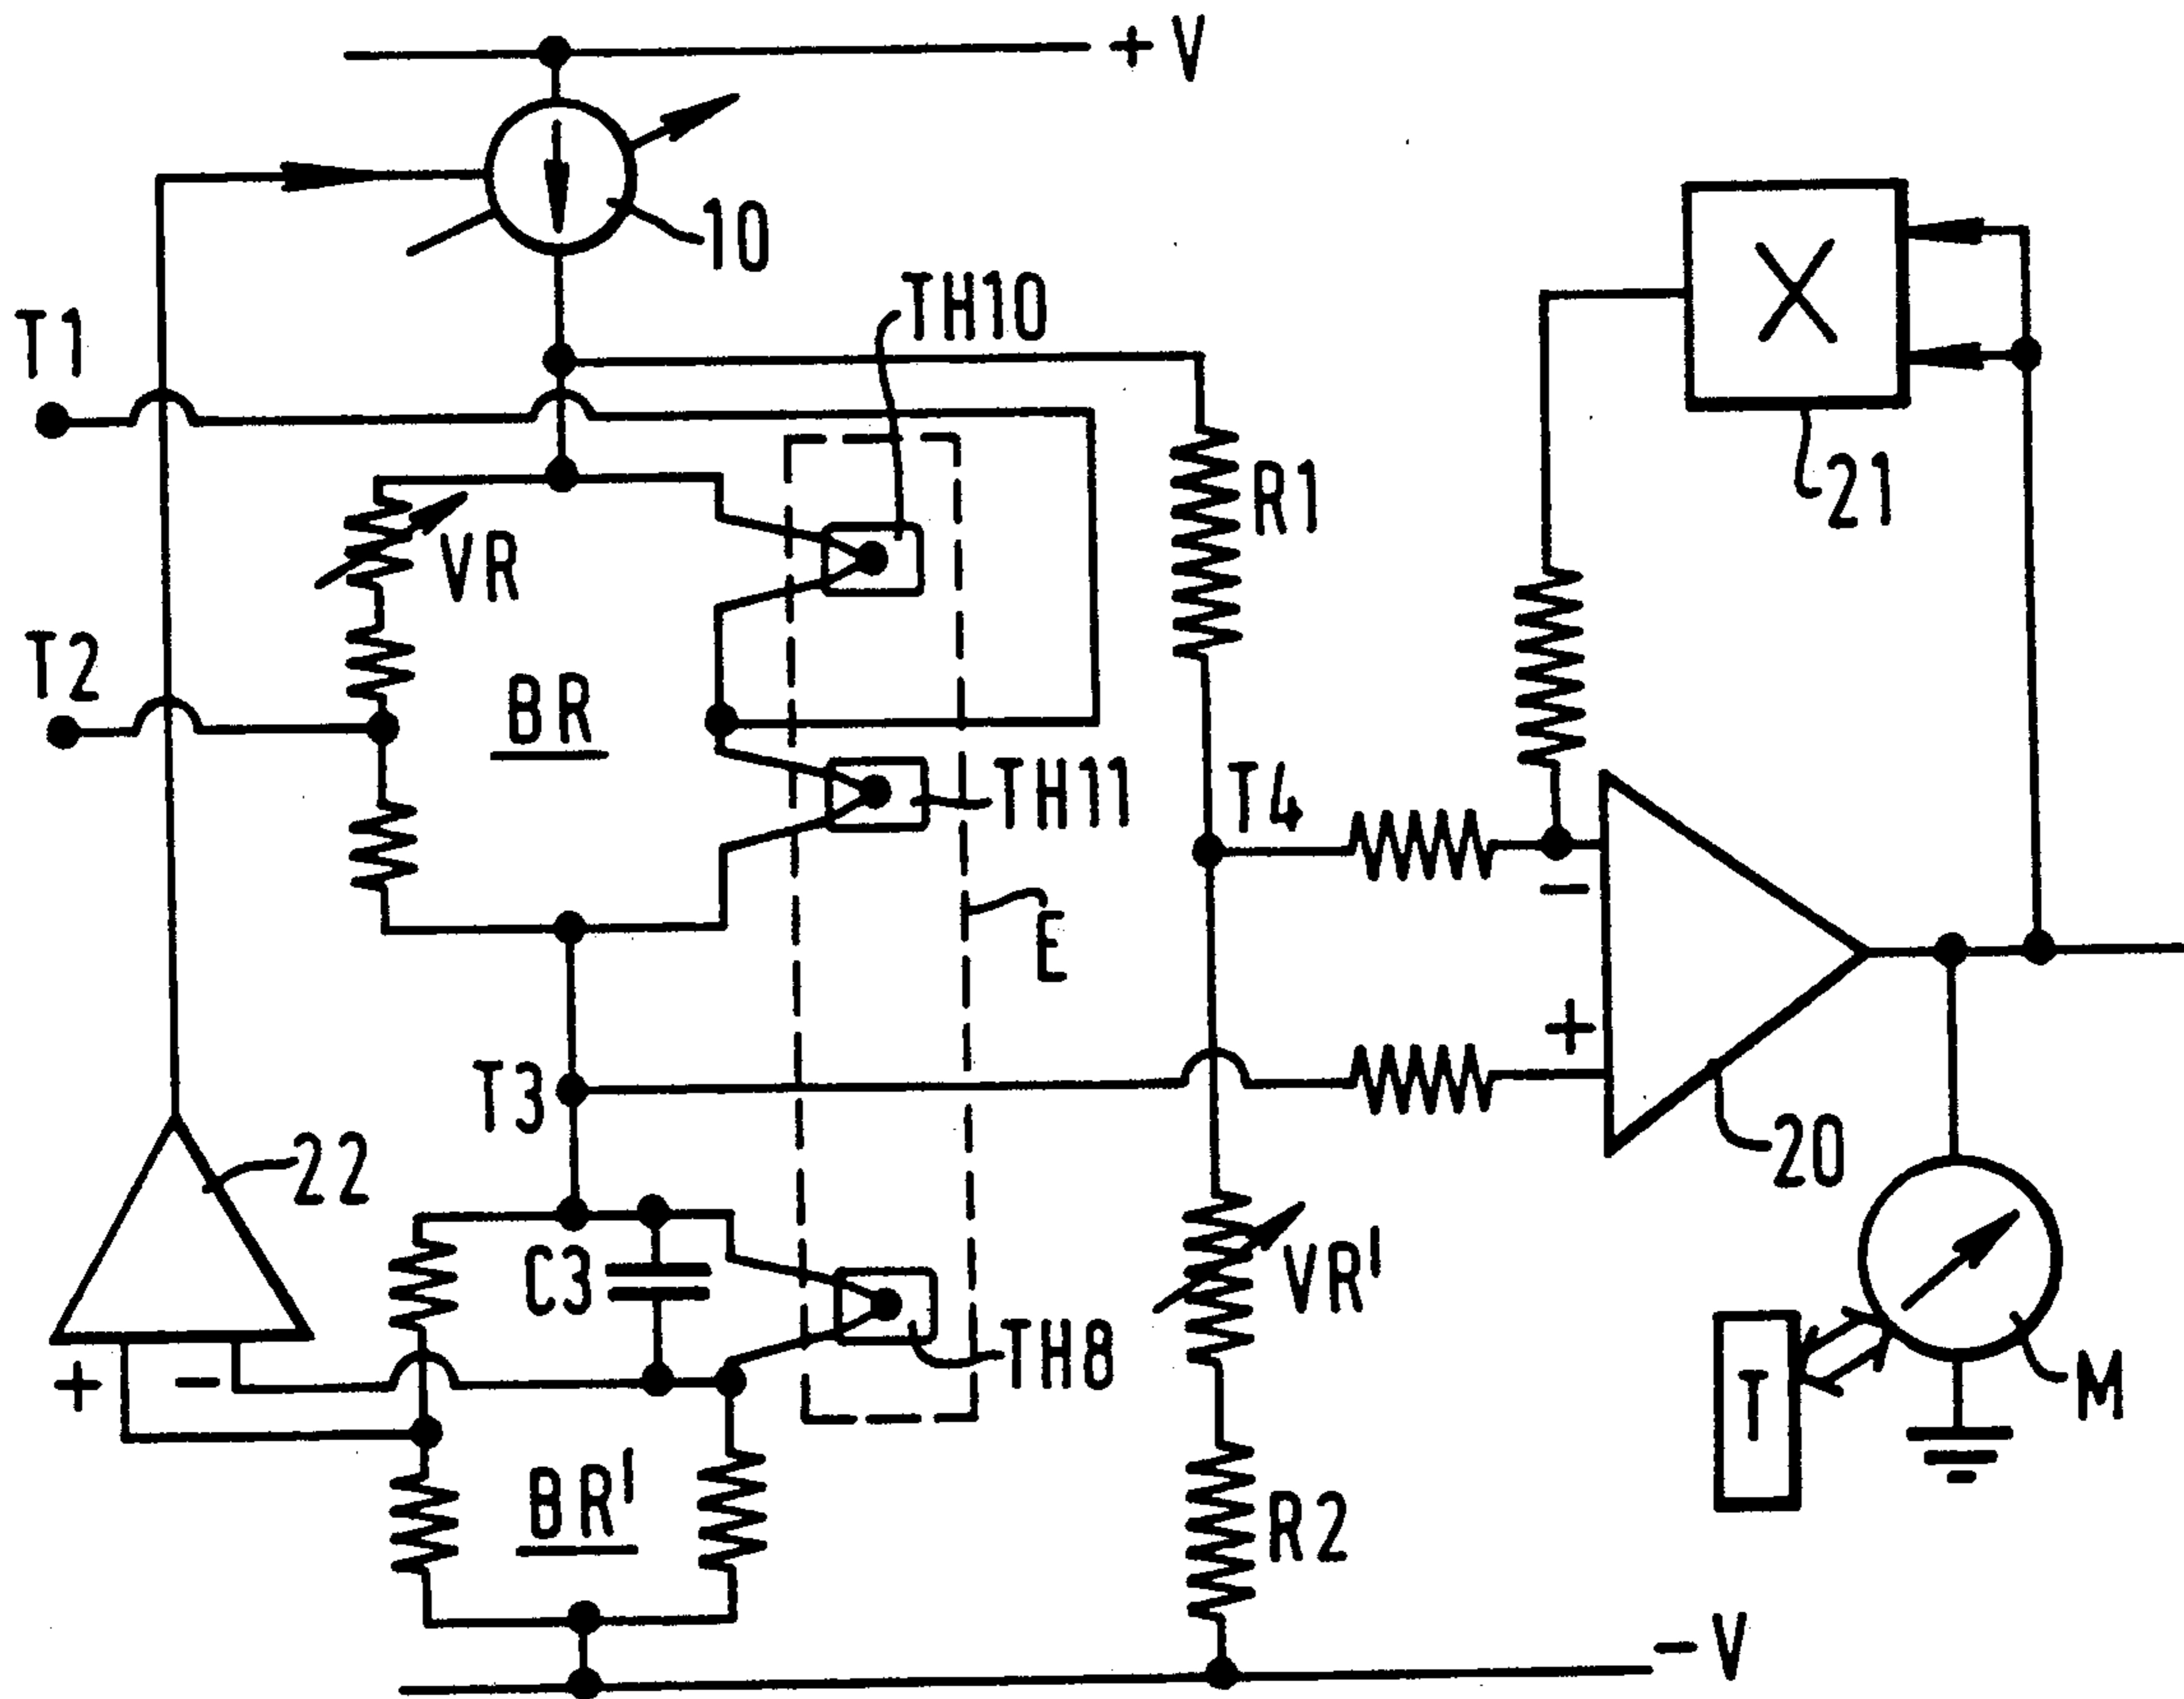 + V
10
TH10
T1
X
VR
R1
21
T2
BR
TH11
T4
−
E
+
T3
20
22
C3
VR'
TH8
+ −
T
M
BR'
R2
− V